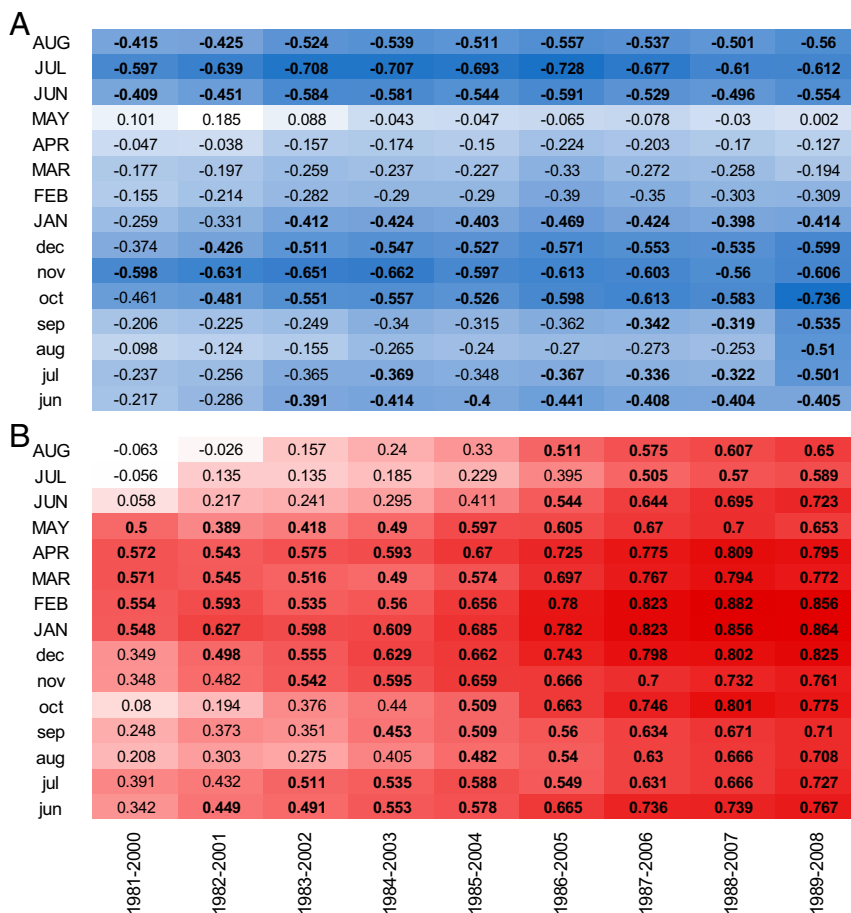 A
AUG -0.415 -0.425 -0.524 -0.539 -0.511 -0.557 -0.537 -0.501 -0.56
JUL -0.597 -0.639 -0.708 -0.707 -0.693 -0.728 -0.677 -0.61 -0.612
JUN -0.409 -0.451 -0.584 -0.581 -0.544 -0.591 -0.529 -0.496 -0.554
MAY 0.101 0.185 0.088 -0.043 -0.047 -0.065 -0.078 -0.03 0.002
APR -0.047 -0.038 -0.157 -0.174 -0.15 -0.224 -0.203 -0.17 -0.127
MAR -0.177 -0.197 -0.259 -0.237 -0.227 -0.33 -0.272 -0.258 -0.194
FEB -0.155 -0.214 -0.282 -0.29 -0.29 -0.39 -0.35 -0.303 -0.309
JAN -0.259 -0.331 -0.412 -0.424 -0.403 -0.469 -0.424 -0.398 -0.414
dec -0.374 -0.426 -0.511 -0.547 -0.527 -0.571 -0.553 -0.535 -0.599
nov -0.598 -0.631 -0.651 -0.662 -0.597 -0.613 -0.603 -0.56 -0.606
oct -0.461 -0.481 -0.551 -0.557 -0.526 -0.598 -0.613 -0.583 -0.736
sep -0.206 -0.225 -0.249 -0.34 -0.315 -0.362 -0.342 -0.319 -0.535
aug -0.098 -0.124 -0.155 -0.265 -0.24 -0.27 -0.273 -0.253 -0.51
jul -0.237 -0.256 -0.365 -0.369 -0.348 -0.367 -0.336 -0.322 -0.501
jun -0.217 -0.286 -0.391 -0.414 -0.4 -0.441 -0.408 -0.404 -0.405
B
AUG -0.063 -0.026 0.157 0.24 0.33 0.511 0.575 0.607 0.65
JUL -0.056 0.135 0.135 0.185 0.229 0.395 0.505 0.57 0.589
JUN 0.058 0.217 0.241 0.295 0.411 0.544 0.644 0.695 0.723
MAY 0.5 0.389 0.418 0.49 0.597 0.605 0.67 0.7 0.653
APR 0.572 0.543 0.575 0.593 0.67 0.725 0.775 0.809 0.795
MAR 0.571 0.545 0.516 0.49 0.574 0.697 0.767 0.794 0.772
FEB 0.554 0.593 0.535 0.56 0.656 0.78 0.823 0.882 0.856
JAN 0.548 0.627 0.598 0.609 0.685 0.782 0.823 0.856 0.864
dec 0.349 0.498 0.555 0.629 0.662 0.743 0.798 0.802 0.825
nov 0.348 0.482 0.542 0.595 0.659 0.666 0.7 0.732 0.761
oct 0.08 0.194 0.376 0.44 0.509 0.663 0.746 0.801 0.775
sep 0.248 0.373 0.351 0.453 0.509 0.56 0.634 0.671 0.71
aug 0.208 0.303 0.275 0.405 0.482 0.54 0.63 0.666 0.708
jul 0.391 0.432 0.511 0.535 0.588 0.549 0.631 0.666 0.727
jun 0.342 0.449 0.491 0.553 0.578 0.665 0.736 0.739 0.767
1981-2000 1982-2001 1983-2002 1984-2003 1985-2004 1986-2005 1987-2006 1988-2007 1989-2008